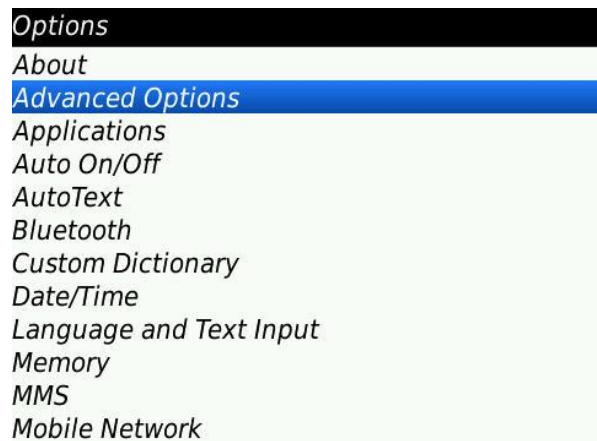 Options
About
Advanced Options
Applications
Auto On/Off
AutoText
Bluetooth
Custom Dictionary
Date/Time
Language and Text Input
Memory
MMS
Mobile Network